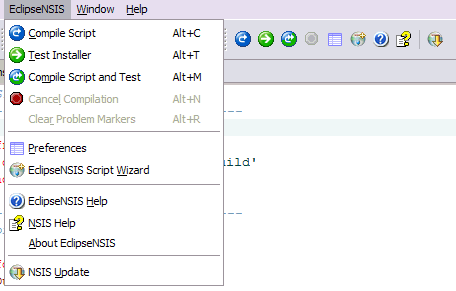 EclipseNSIS Window Help
Compile Script Alt+C
Test Installer Alt+T
Compile Script and Test Alt+M
Cancel Compilation Alt+N
Clear Problem Markers Alt+R
Preferences
EclipseNSIS Script Wizard
uild'
EclipseNSIS Help
NSIS Help
About EclipseNSIS
NSIS Update